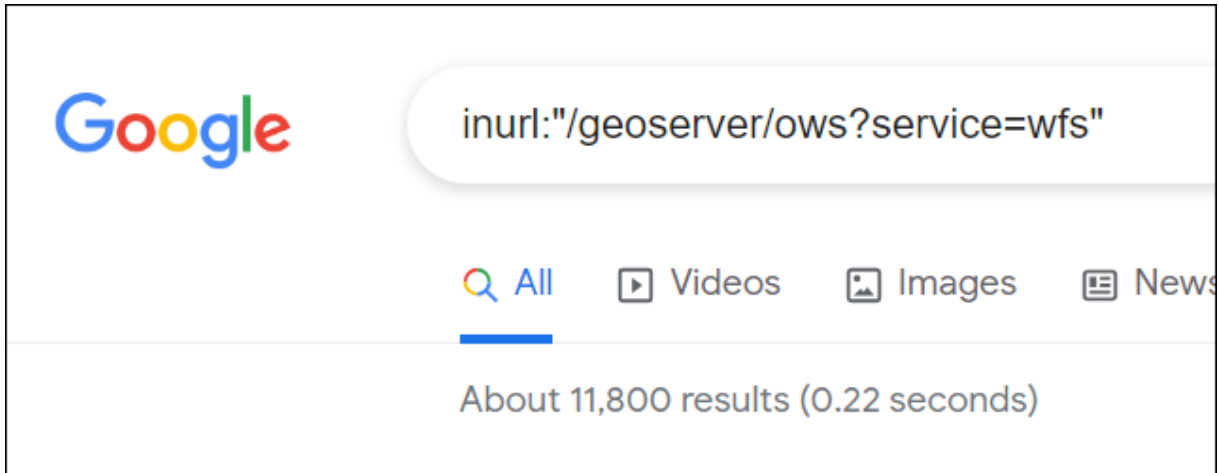 Google
inurl:"/geoserver/ows?service=wfs"
All Videos Images News
About 11,800 results (0.22 seconds)